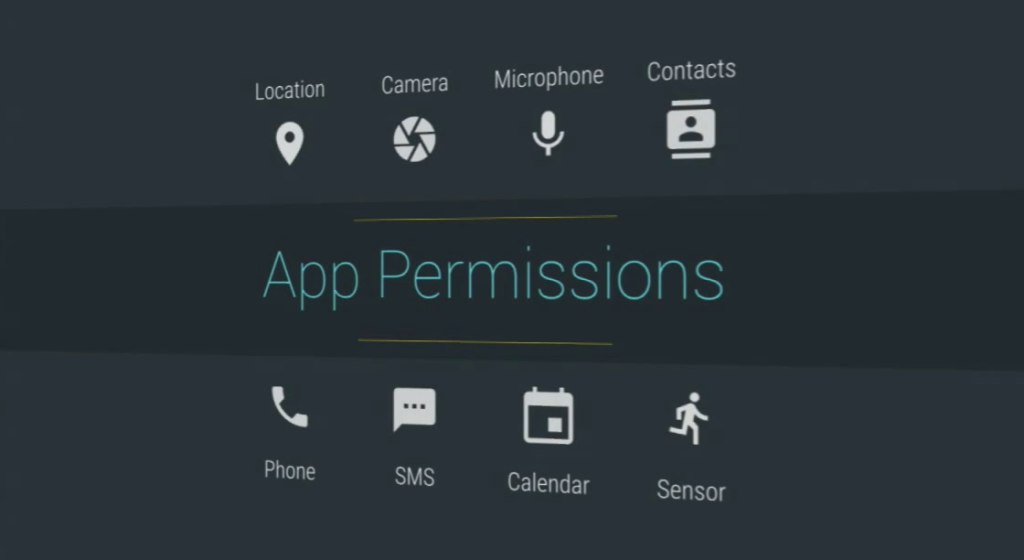 Location Camera Microphone Contacts
App Permissions
Phone SMS Calendar Sensor